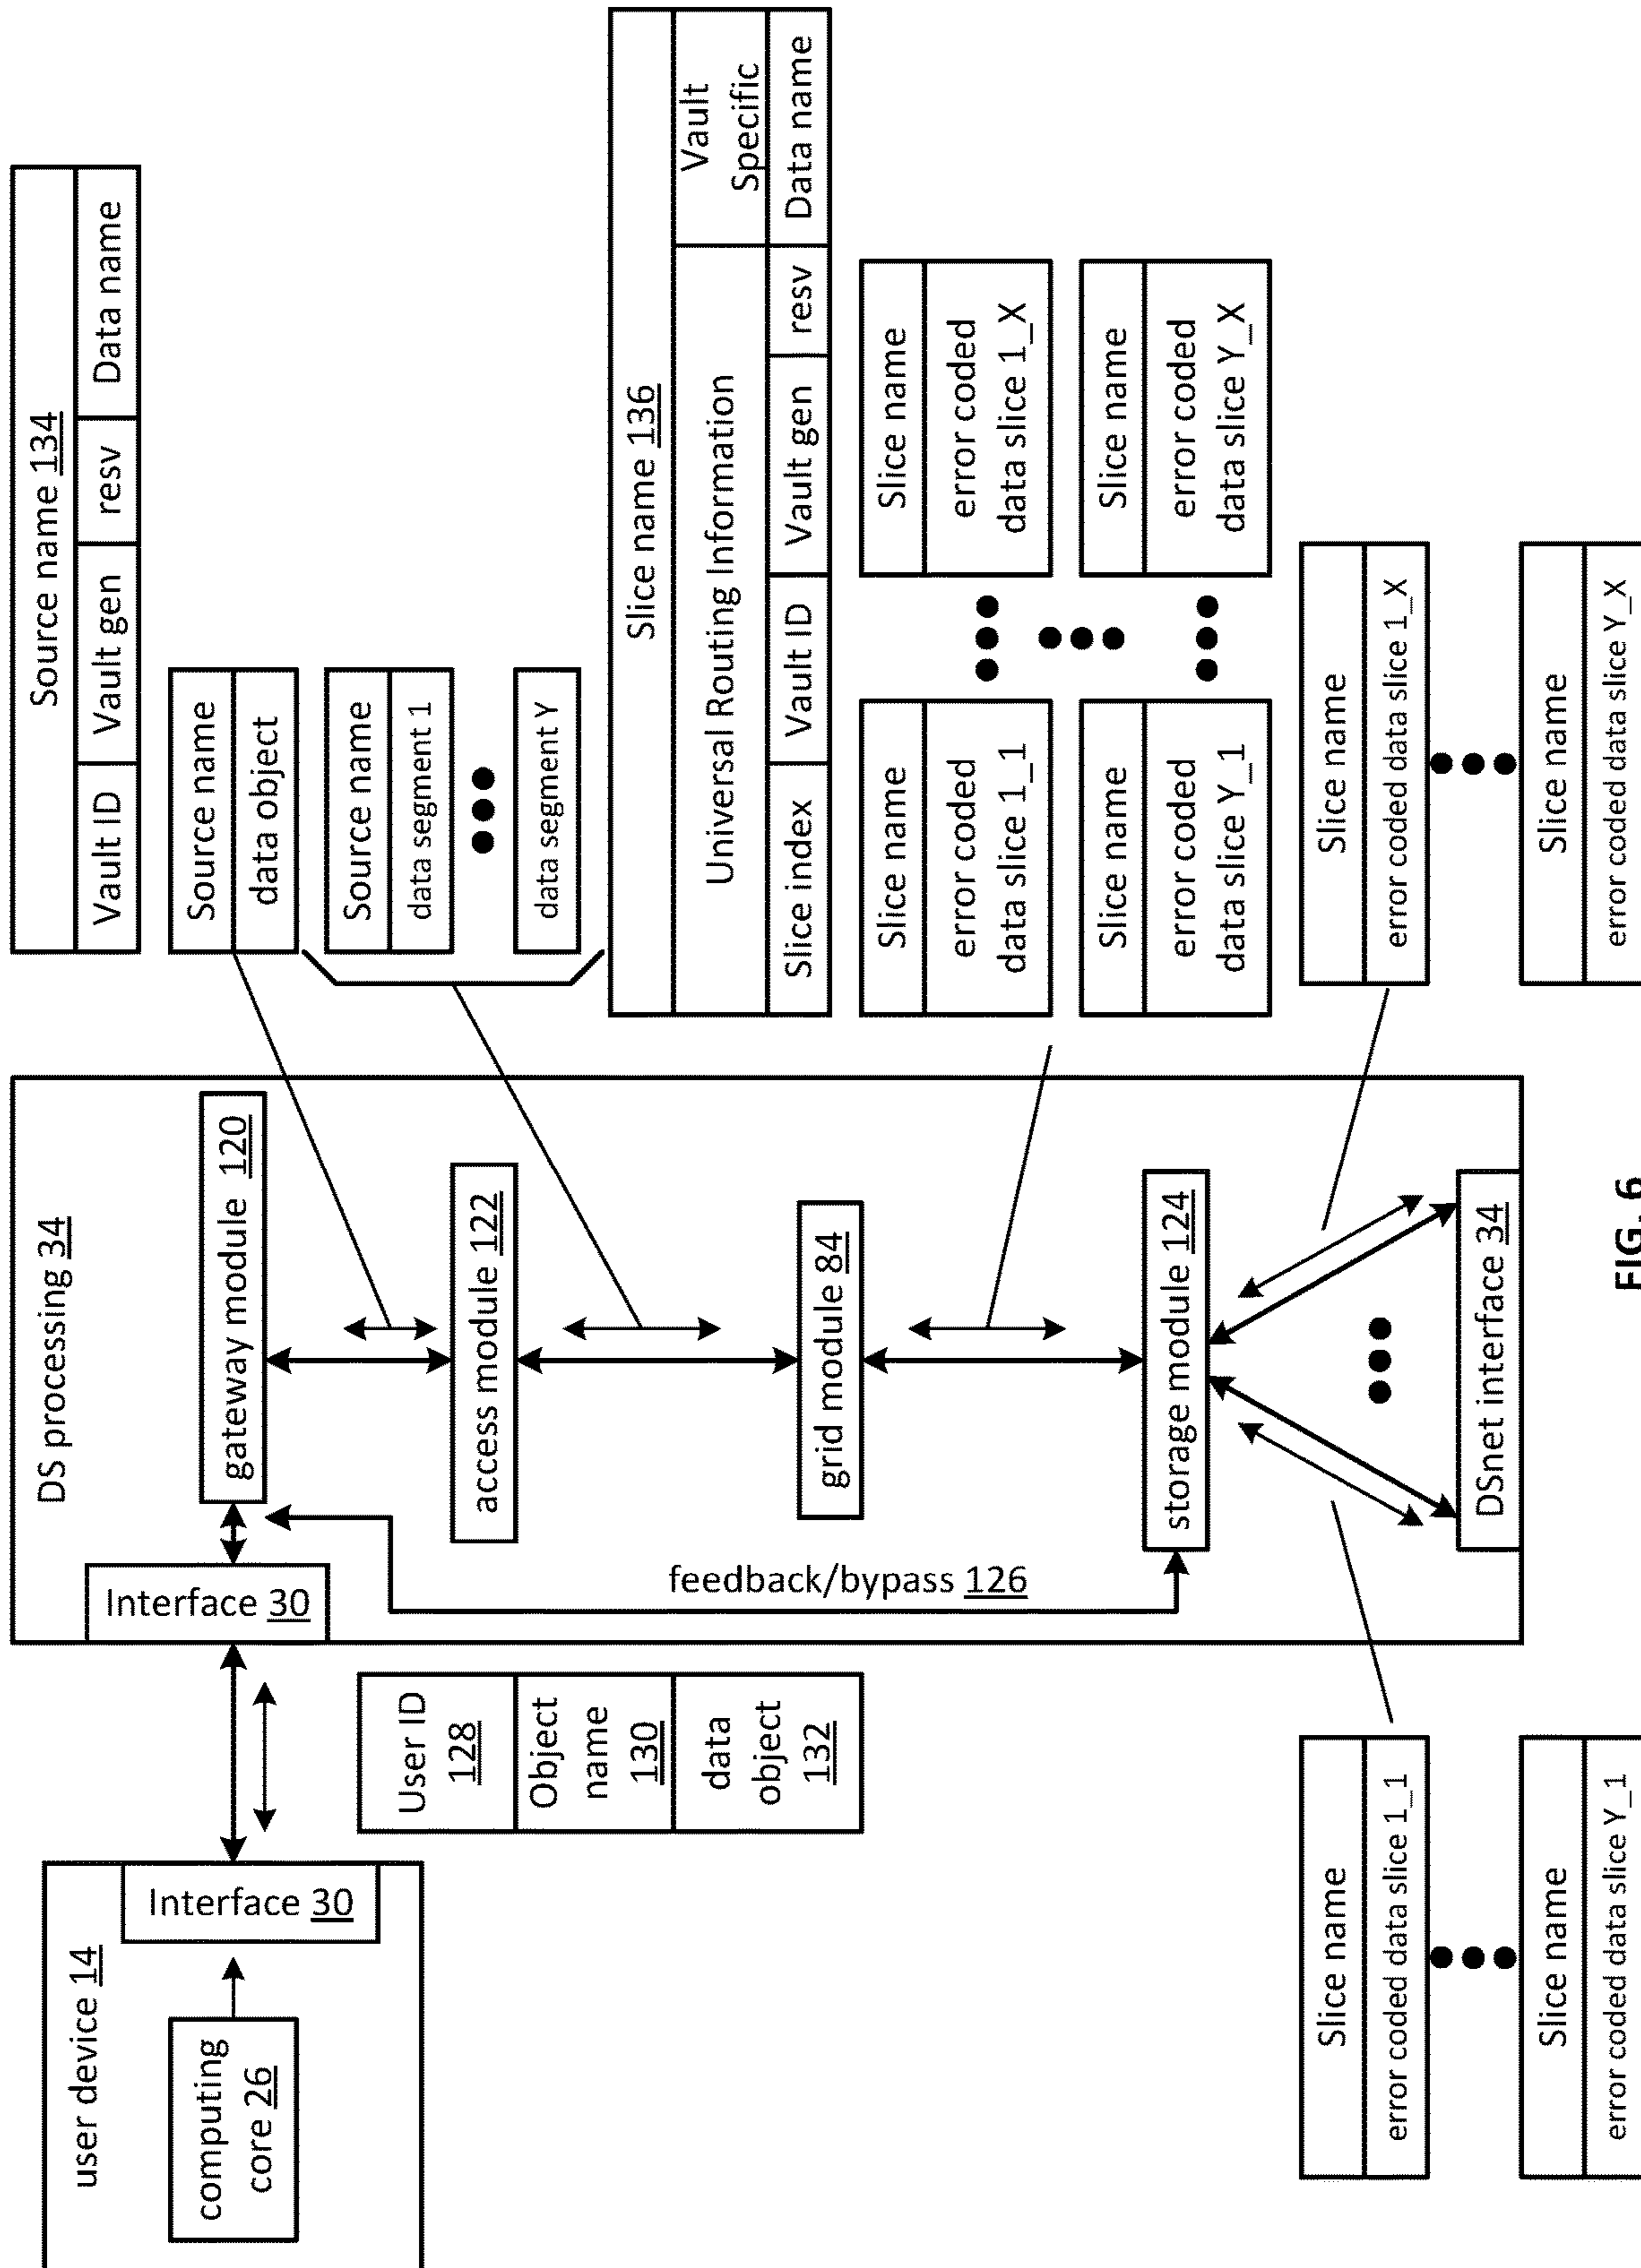 user device 14
computing
core 26
Interface 30
User ID
128
Object
name
130
data
object
132
DS processing 34
Interface 30
gateway module 120
access module 122
grid module 84
storage module 124
DSnet interface 34
feedback/bypass 126
Source name 134
Vault ID
Vault gen
resv
Data name
Source name
data object
Source name
data segment 1
data segment Y
Slice name 136
Universal Routing Information
Vault
Specific
Slice index
Vault ID
Vault gen
resv
Data name
Slice name
error coded
data slice 1_1
Slice name
error coded
data slice 1_X
Slice name
error coded
data slice Y_1
Slice name
error coded
data slice Y_X
Slice name
error coded data slice 1_1
Slice name
error coded data slice Y_1
Slice name
error coded data slice 1_X
Slice name
error coded data slice Y_X
FIG. 6